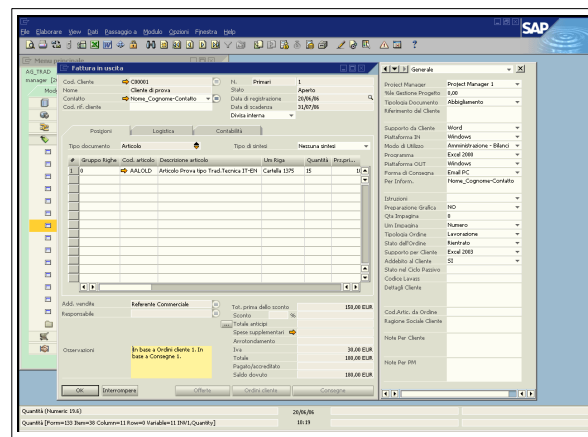 File Elaborare View Dati Passaggio a Modulo Opzioni Finestra Help
SAP
AG_TRAD
manager
Fattura in uscita
Cod. Cliente C00001 N. Primari 1
Nome Cliente di prova Stato Aperto
Contatto Nome_Cognome-Contatto Data di registrazione 20/06/06
Cod. rif. cliente Data di scadenza 31/07/06
Divisa interna
Posizioni Logistica Contabilità
Tipo documento Articolo Tipo di sintesi Nessuna sintesi
# Gruppo Righe Cod. articolo Descrizione articolo Um Riga Quantità Prz.pri...
1 0 AALOLD Articolo Prova tipo Trad.Tecnica IT-EN Cartella 1375 15
Add. vendite Referente Commerciale Tot. prima dello sconto 150,00 EUR
Responsabile Sconto %
Totale anticipi
Spese supplementari
Arrotondamento
Osservazioni In base a Ordini cliente 1. In base a Consegne 1. Iva 30,00 EUR
Totale 180,00 EUR
Pagato/accreditato
Saldo dovuto 180,00 EUR
OK Interrompere Offerte Ordini cliente Consegne
Generale
Project Manager Project Manager 1
%le Gestione Progetto 0,00
Tipologia Documento Abbigliamento
Riferimento del Cliente
Supporto da Cliente Word
Piattaforma IN Windows
Modo di Utilizo Amministrazione - Bilanci
Programma Excel 2000
Piattaforma OUT Windows
Forma di Consegna Email PC
Per Inform. Nome_Cognome-Contatto
Istruzioni
Preparazione Grafica NO
Qta Impagina 0
Um Impagina Numero
Tipologia Ordine Lavorazione
Stato dell'Ordine Rientrato
Supporto per Cliente Excel 2003
Addebito al Cliente SI
Stato nel Ciclo Passivo
Codice Lavass
Dettagli Cliente
Cod.Artic. da Ordine
Ragione Sociale Cliente
Note Per Cliente
Note Per PM
Quantità (Numeric 19.6) 20/06/06
Quantità [Form=133 Item=38 Column=11 Row=0 Variable=11 INV1.Quantity] 10:19